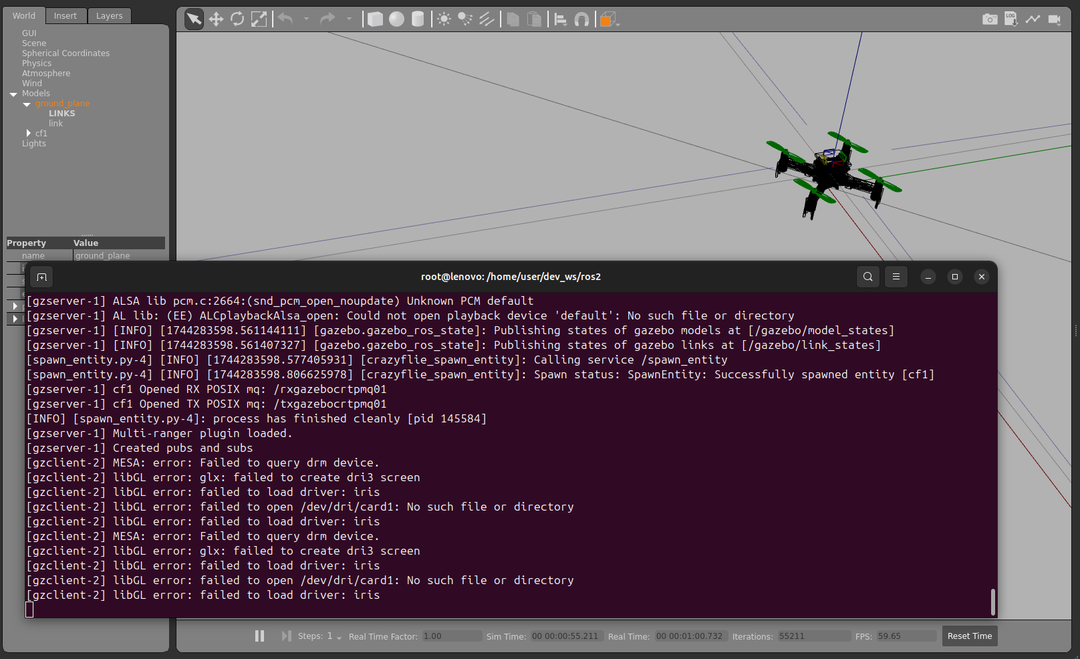 World Insert Layers
GUI
Scene
Spherical Coordinates
Physics
Atmosphere
Wind
Models
ground_plane
LINKS
link
cf1
Lights
Property Value
name ground_plane
root@lenovo: /home/user/dev_ws/ros2
[gzserver-1] ALSA lib pcm.c:2664:(snd_pcm_open_noupdate) Unknown PCM default
[gzserver-1] AL lib: (EE) ALCplaybackAlsa_open: Could not open playback device 'default': No such file or directory
[gzserver-1] [INFO] [1744283598.561144111] [gazebo.gazebo_ros_state]: Publishing states of gazebo models at [/gazebo/model_states]
[gzserver-1] [INFO] [1744283598.561407327] [gazebo.gazebo_ros_state]: Publishing states of gazebo links at [/gazebo/link_states]
[spawn_entity.py-4] [INFO] [1744283598.577405931] [crazyflie_spawn_entity]: Calling service /spawn_entity
[spawn_entity.py-4] [INFO] [1744283598.806625978] [crazyflie_spawn_entity]: Spawn status: SpawnEntity: Successfully spawned entity [cf1]
[gzserver-1] cf1 Opened RX POSIX mq: /rxgazebocrtpmq01
[gzserver-1] cf1 Opened TX POSIX mq: /txgazebocrtpmq01
[INFO] [spawn_entity.py-4]: process has finished cleanly [pid 145584]
[gzserver-1] Multi-ranger plugin loaded.
[gzserver-1] Created pubs and subs
[gzclient-2] MESA: error: Failed to query drm device.
[gzclient-2] libGL error: glx: failed to create dri3 screen
[gzclient-2] libGL error: failed to load driver: iris
[gzclient-2] libGL error: failed to open /dev/dri/card1: No such file or directory
[gzclient-2] libGL error: failed to load driver: iris
[gzclient-2] MESA: error: Failed to query drm device.
[gzclient-2] libGL error: glx: failed to create dri3 screen
[gzclient-2] libGL error: failed to load driver: iris
[gzclient-2] libGL error: failed to open /dev/dri/card1: No such file or directory
[gzclient-2] libGL error: failed to load driver: iris
Steps: 1 Real Time Factor: 1.00 Sim Time: 00 00:00:55.211 Real Time: 00 00:01:00.732 Iterations: 55211 FPS: 59.65 Reset Time